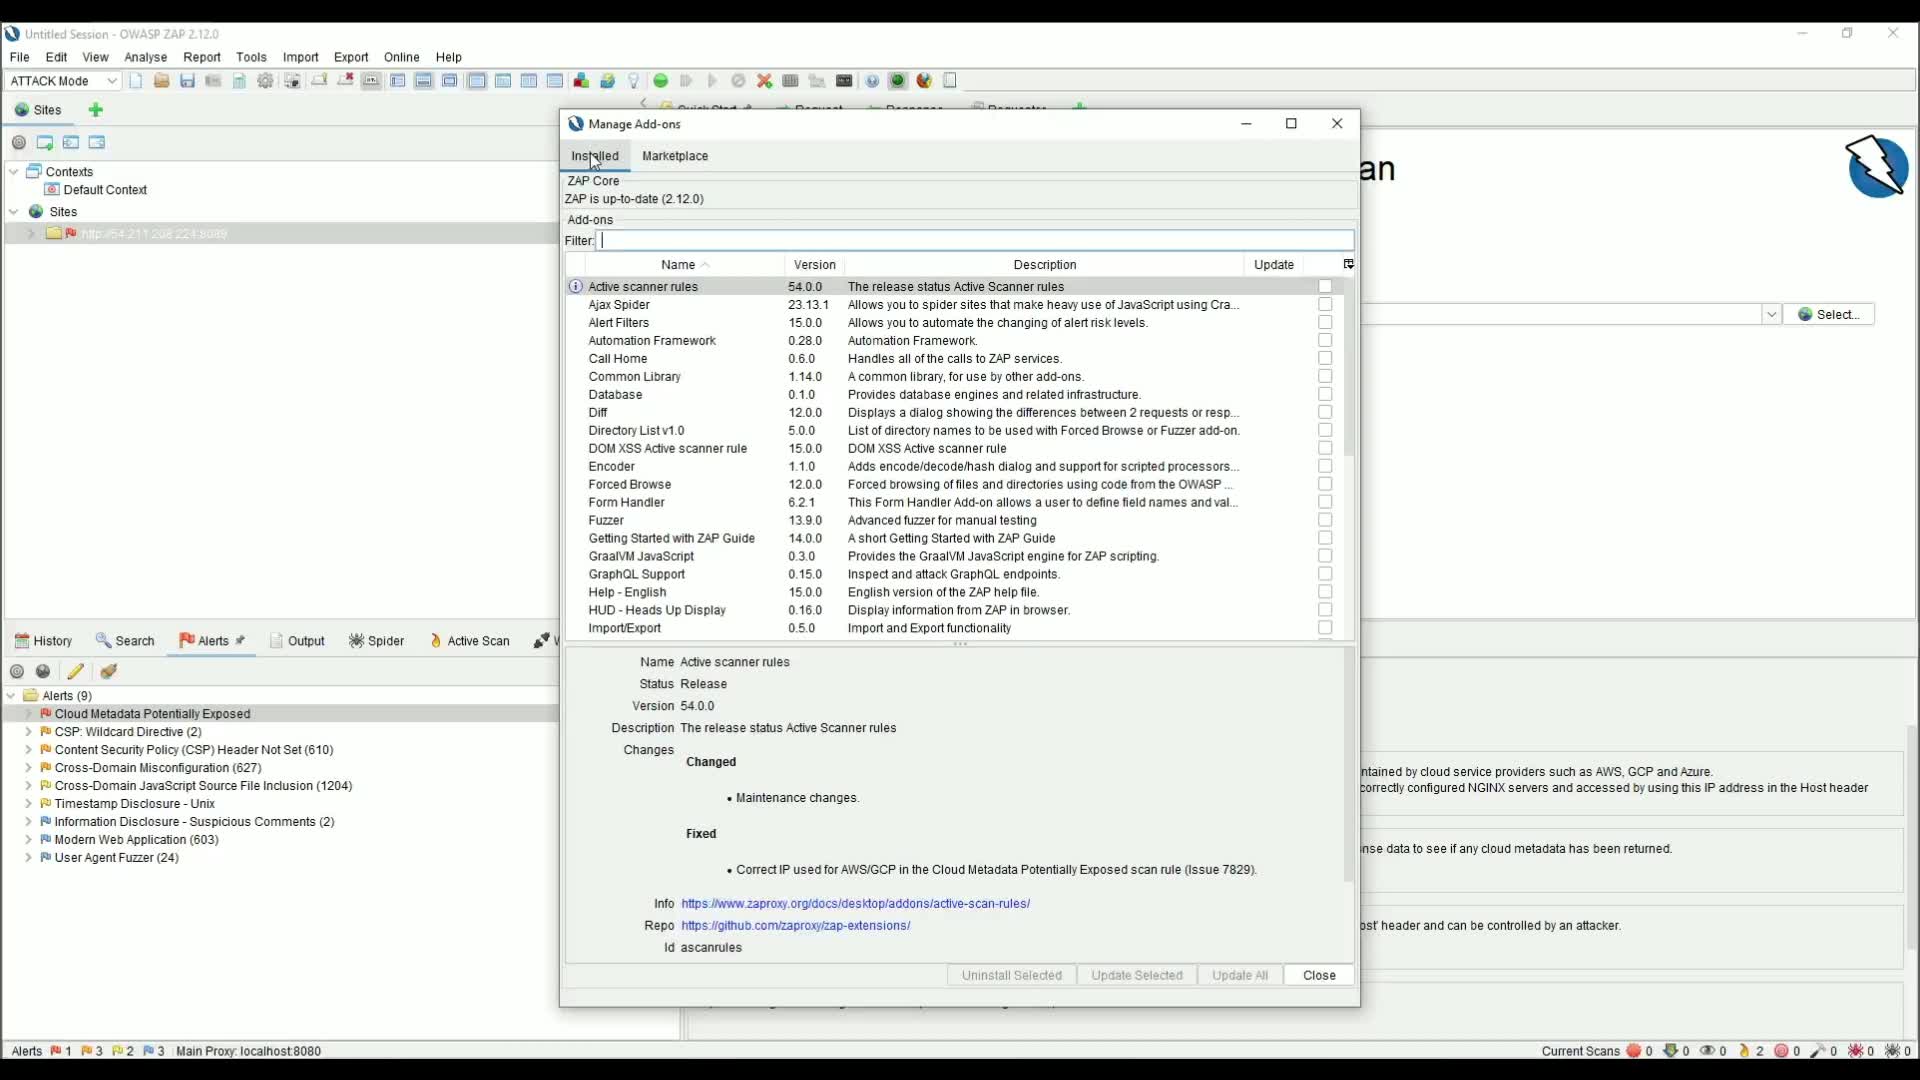 Untitled Session - OWASP ZAP 2.12.0
File Edit View Analyse Report Tools Import Export Online Help
ATTACK Mode
Sites
Contexts
Default Context
Sites
http://54.211.208.224:8089
Manage Add-ons
Installed Marketplace
ZAP Core
ZAP is up-to-date (2.12.0)
Add-ons
Filter:
Name Version Description Update
Active scanner rules 54.0.0 The release status Active Scanner rules
Ajax Spider 23.13.1 Allows you to spider sites that make heavy use of JavaScript using Cra...
Alert Filters 15.0.0 Allows you to automate the changing of alert risk levels.
Automation Framework 0.28.0 Automation Framework.
Call Home 0.6.0 Handles all of the calls to ZAP services.
Common Library 1.14.0 A common library, for use by other add-ons.
Database 0.1.0 Provides database engines and related infrastructure.
Diff 12.0.0 Displays a dialog showing the differences between 2 requests or resp...
Directory List v1.0 5.0.0 List of directory names to be used with Forced Browse or Fuzzer add-on.
DOM XSS Active scanner rule 15.0.0 DOM XSS Active scanner rule
Encoder 1.1.0 Adds encode/decode/hash dialog and support for scripted processors...
Forced Browse 12.0.0 Forced browsing of files and directories using code from the OWASP ...
Form Handler 6.2.1 This Form Handler Add-on allows a user to define field names and val...
Fuzzer 13.9.0 Advanced fuzzer for manual testing
Getting Started with ZAP Guide 14.0.0 A short Getting Started with ZAP Guide
GraalVM JavaScript 0.3.0 Provides the GraalVM JavaScript engine for ZAP scripting.
GraphQL Support 0.15.0 Inspect and attack GraphQL endpoints.
Help - English 15.0.0 English version of the ZAP help file.
HUD - Heads Up Display 0.16.0 Display information from ZAP in browser.
Import/Export 0.5.0 Import and Export functionality
Name Active scanner rules
Status Release
Version 54.0.0
Description The release status Active Scanner rules
Changes
Changed
• Maintenance changes.
Fixed
• Correct IP used for AWS/GCP in the Cloud Metadata Potentially Exposed scan rule (Issue 7829).
Info https://www.zaproxy.org/docs/desktop/addons/active-scan-rules/
Repo https://github.com/zaproxy/zap-extensions/
Id ascanrules
Uninstall Selected Update Selected Update All Close
an
Select...
History Search Alerts Output Spider Active Scan
Alerts (9)
Cloud Metadata Potentially Exposed
CSP: Wildcard Directive (2)
Content Security Policy (CSP) Header Not Set (610)
Cross-Domain Misconfiguration (627)
Cross-Domain JavaScript Source File Inclusion (1204)
Timestamp Disclosure - Unix
Information Disclosure - Suspicious Comments (2)
Modern Web Application (603)
User Agent Fuzzer (24)
ntained by cloud service providers such as AWS, GCP and Azure.
correctly configured NGINX servers and accessed by using this IP address in the Host header
nse data to see if any cloud metadata has been returned.
ost' header and can be controlled by an attacker.
Alerts 1 3 2 3 Main Proxy: localhost:8080
Current Scans 0 0 0 2 0 0 0 0